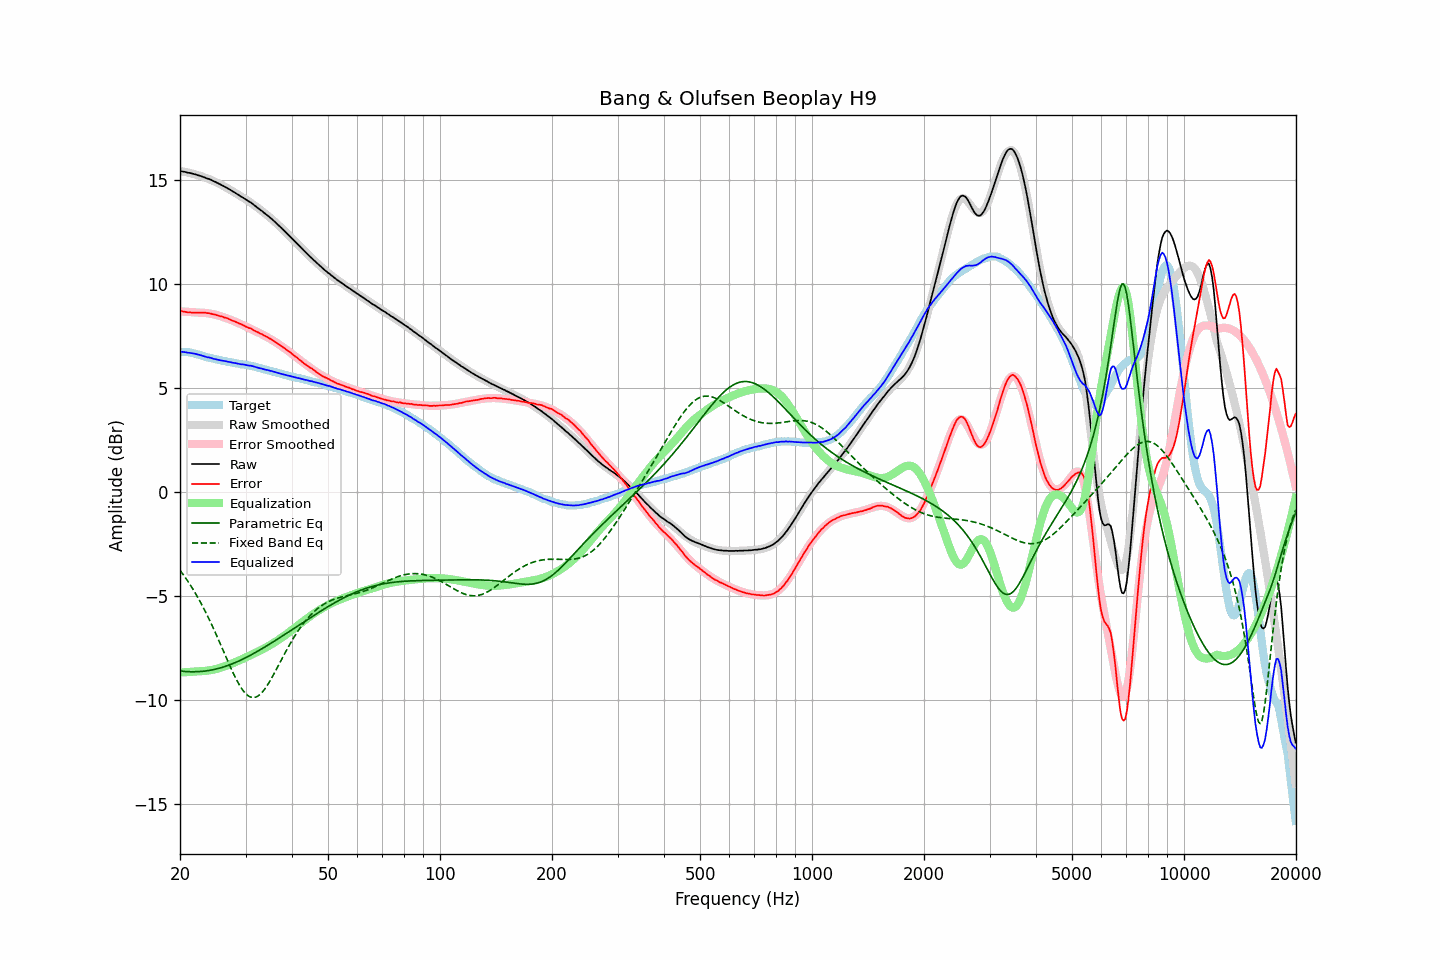 Bang & Olufsen Beoplay H9
Amplitude (dBr)
15
10
5
0
−5
−10
−15
Target
Raw Smoothed
Error Smoothed
Raw
Error
Equalization
Parametric Eq
Fixed Band Eq
Equalized
20 50 100 200 500 1000 2000 5000 10000 20000
Frequency (Hz)